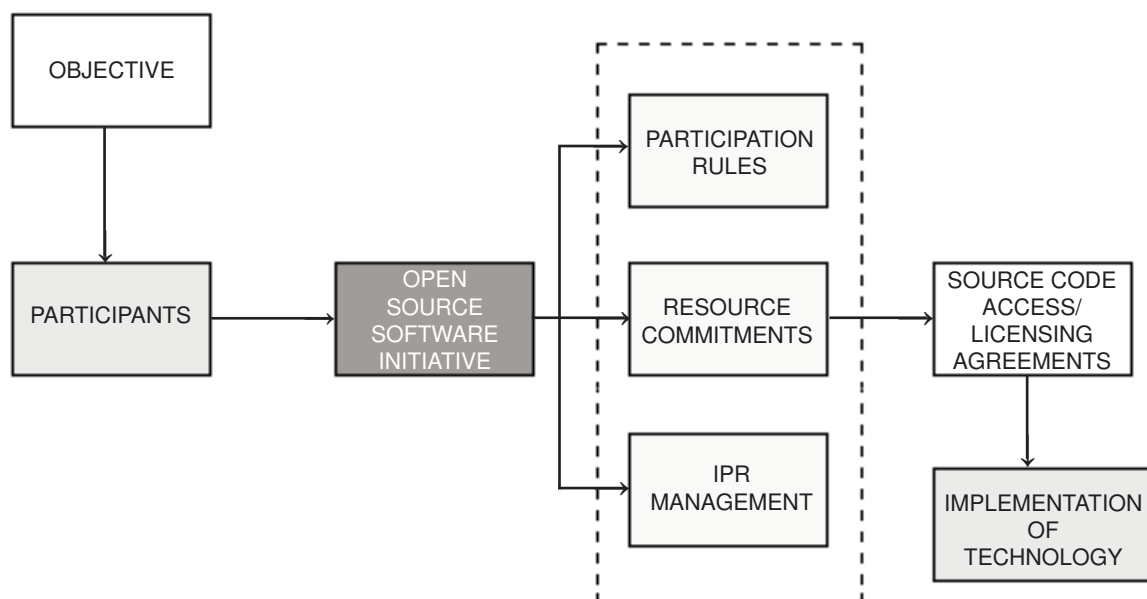 OBJECTIVE
PARTICIPANTS
OPEN
SOURCE
SOFTWARE
INITIATIVE
PARTICIPATION
RULES
RESOURCE
COMMITMENTS
IPR
MANAGEMENT
SOURCE CODE
ACCESS/
LICENSING
AGREEMENTS
IMPLEMENTATION
OF
TECHNOLOGY